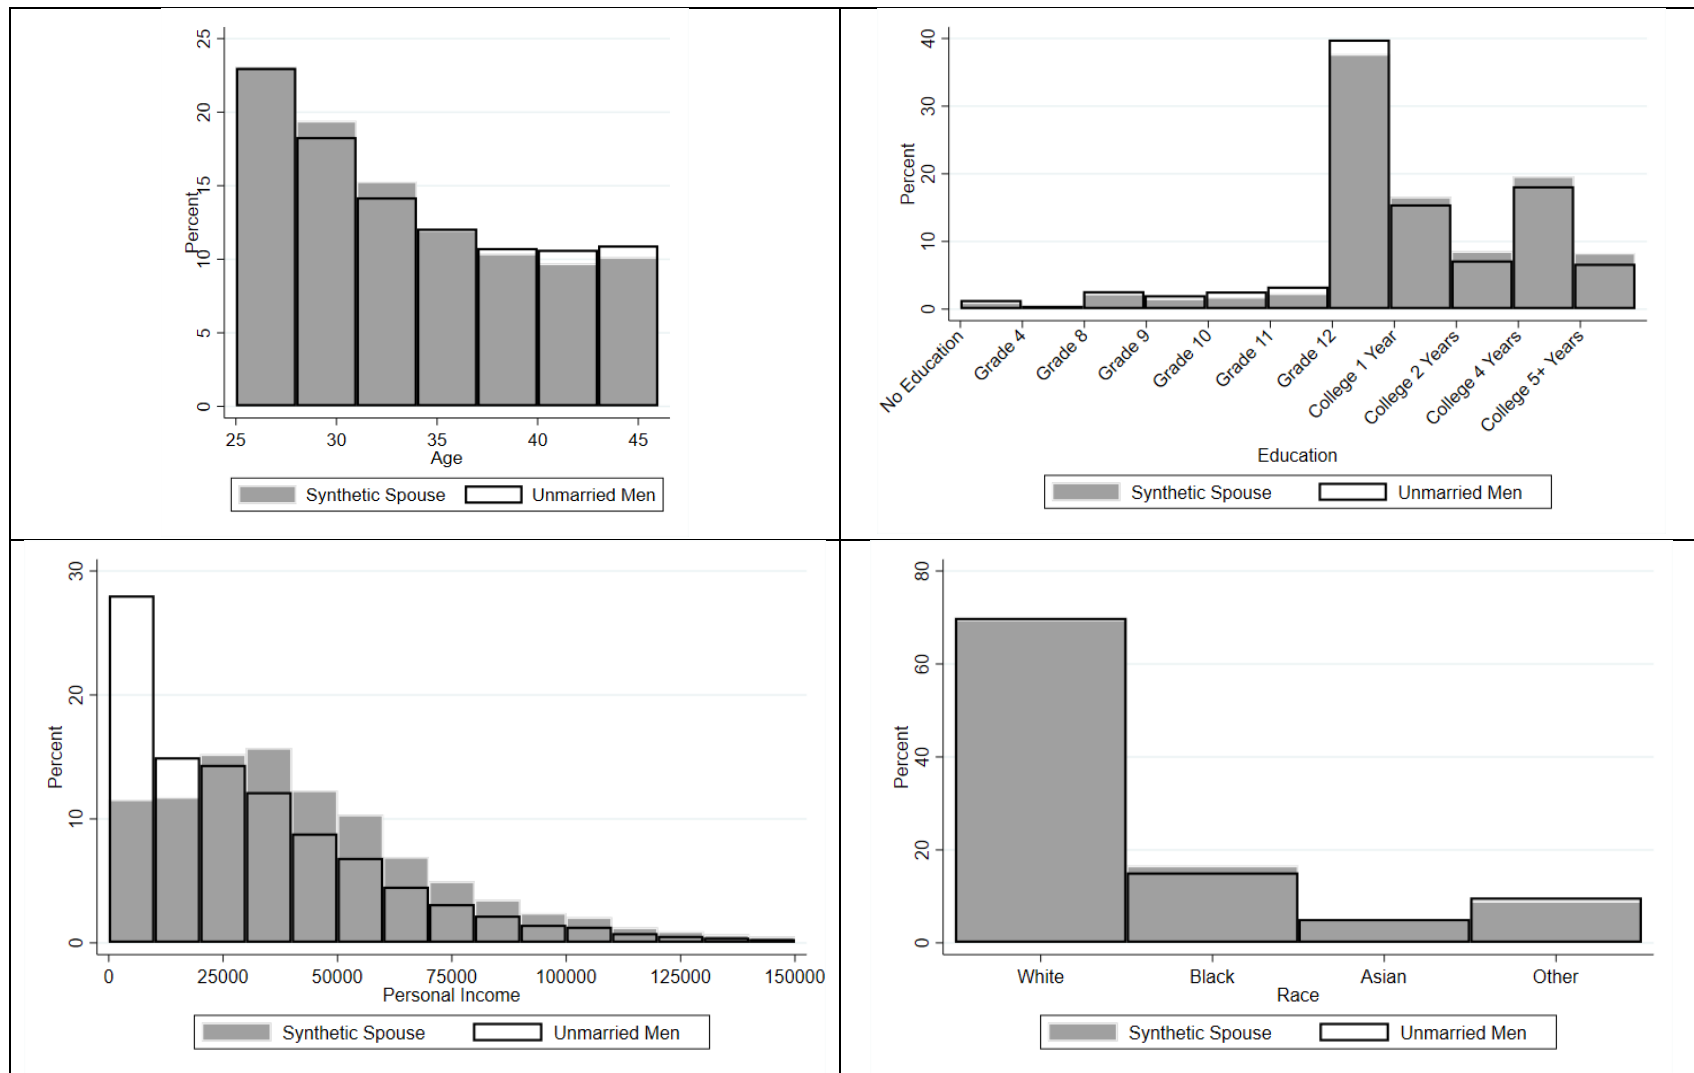 25
20
15
10
5
0
Percent
25 30 35 40 45
Age
Synthetic Spouse Unmarried Men
40
30
20
10
0
Percent
No Education Grade 4 Grade 8 Grade 9 Grade 10 Grade 11 Grade 12 College 1 Year College 2 Years College 4 Years College 5+ Years
Education
Synthetic Spouse Unmarried Men
30
20
10
0
Percent
0 25000 50000 75000 100000 125000 150000
Personal Income
Synthetic Spouse Unmarried Men
80
60
40
20
0
Percent
White Black Asian Other
Race
Synthetic Spouse Unmarried Men